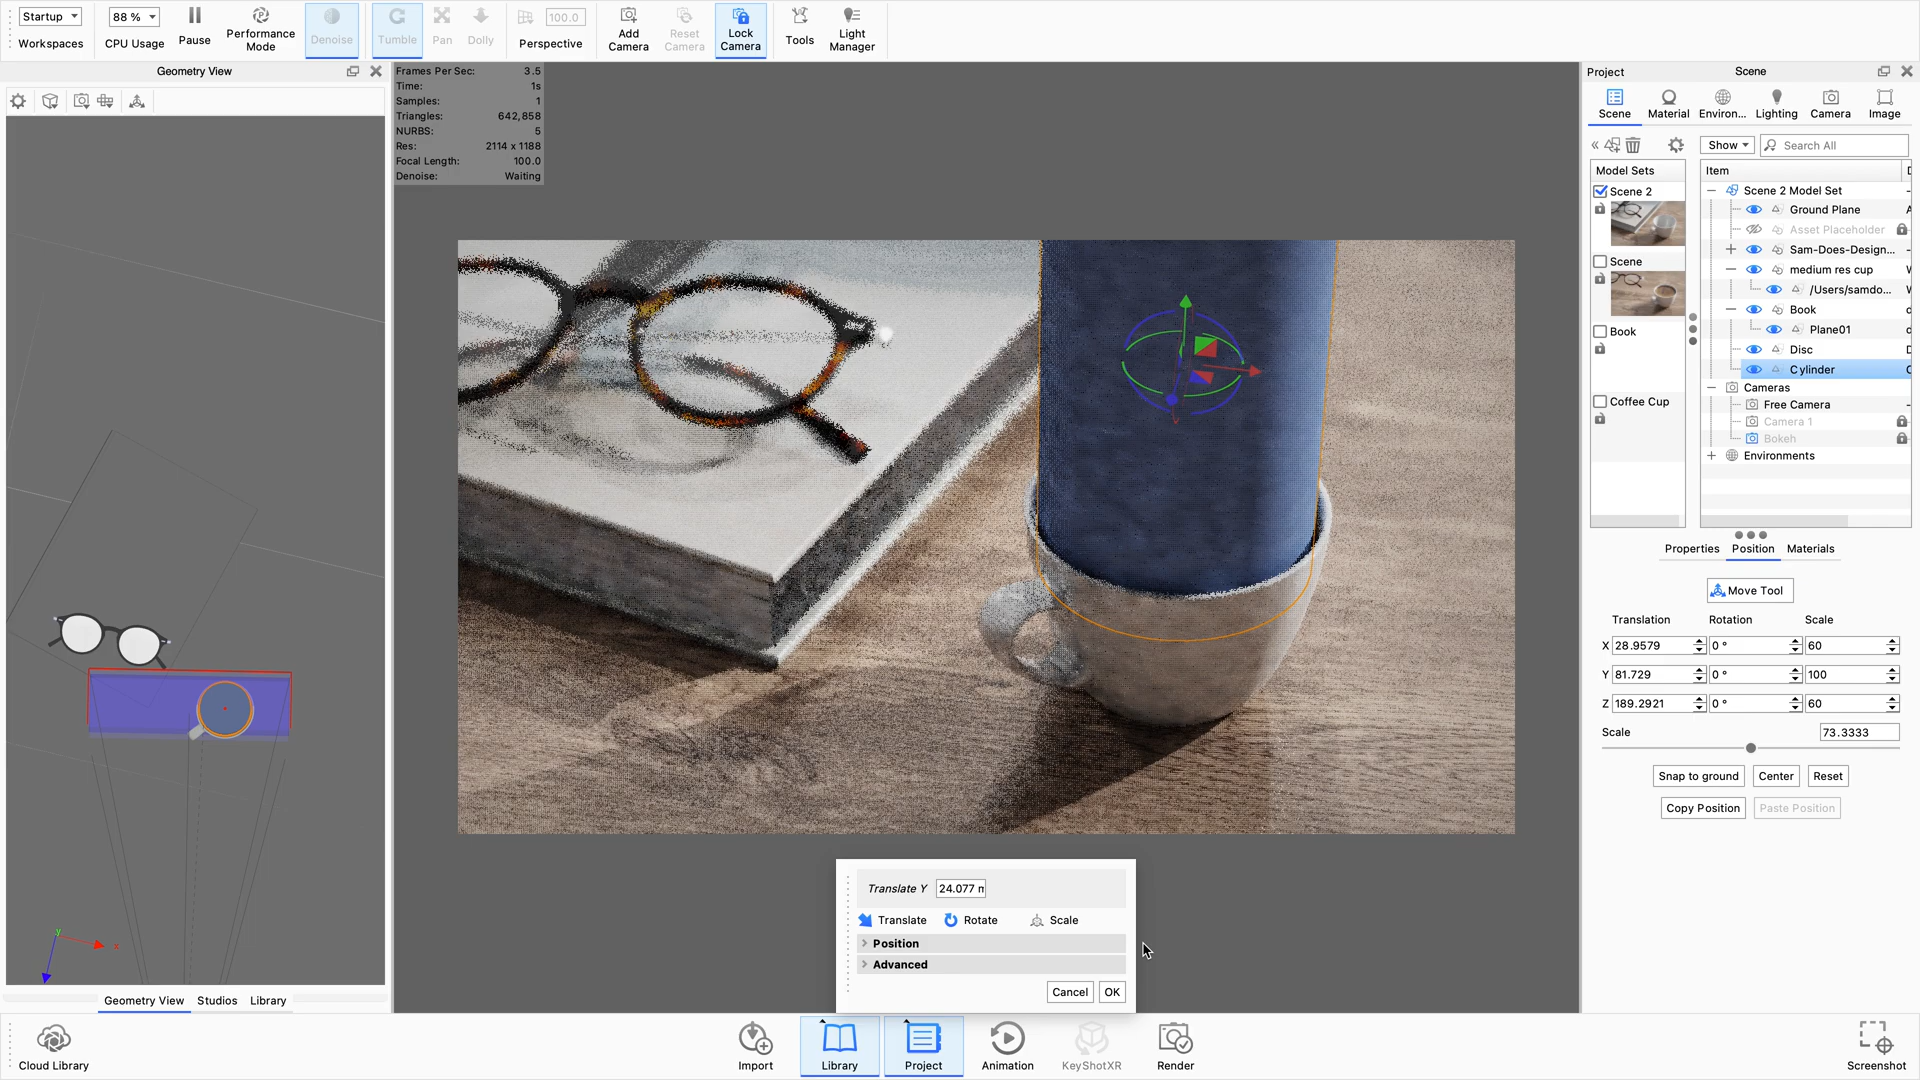 Startup
Workspaces
88 %
CPU Usage
Pause
Performance Mode
Denoise
Tumble
Pan
Dolly
100.0
Perspective
Add Camera
Reset Camera
Lock Camera
Tools
Light Manager
Geometry View
Frames Per Sec: 3.5
Time: 1s
Samples: 1
Triangles: 642,858
NURBS: 5
Res: 2114 x 1188
Focal Length: 100.0
Denoise: Waiting
y
x
Geometry View
Studios
Library
Project
Scene
Scene
Material
Environ...
Lighting
Camera
Image
Show
Search All
Model Sets
Scene 2
Scene
Book
Coffee Cup
Item
Scene 2 Model Set
Ground Plane
Asset Placeholder
Sam-Does-Design...
medium res cup
/Users/samdo...
Book
Plane01
Disc
Cylinder
Cameras
Free Camera
Camera 1
Bokeh
Environments
Properties
Position
Materials
Move Tool
Translation Rotation Scale
X 28.9579 0 ° 60
Y 81.729 0 ° 100
Z 189.2921 0 ° 60
Scale 73.3333
Snap to ground
Center
Reset
Copy Position
Paste Position
Translate Y 24.077
Translate
Rotate
Scale
Position
Advanced
Cancel
OK
Cloud Library
Import
Library
Project
Animation
KeyShotXR
Render
Screenshot